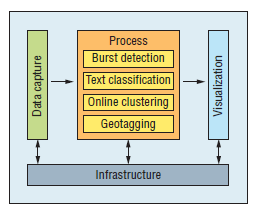 Data capture
Process
Burst detection
Text classification
Online clustering
Geotagging
Visualization
Infrastructure